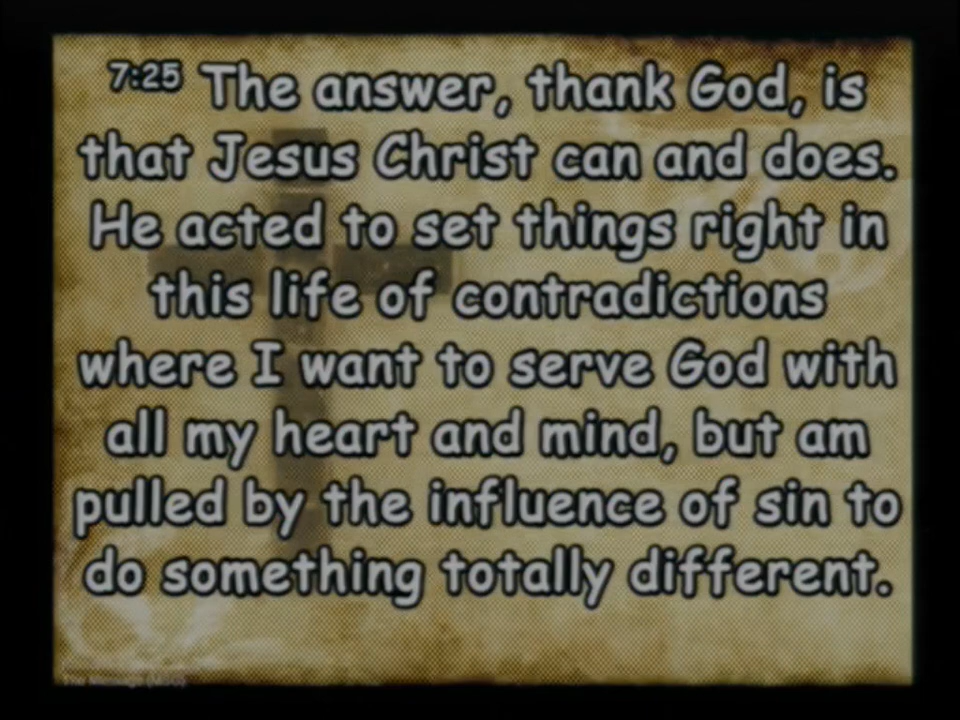 7:25 The answer, thank God, is
that Jesus Christ can and does.
He acted to set things right in
this life of contradictions
where I want to serve God with
all my heart and mind, but am
pulled by the influence of sin to
do something totally different.